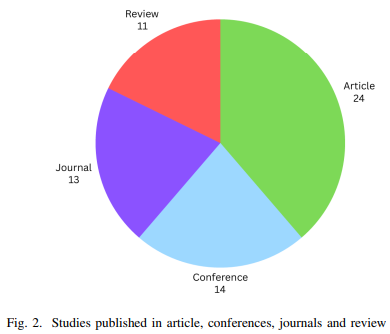 Review
11
Article
24
Journal
13
Conference
14
Fig. 2. Studies published in article, conferences, journals and review